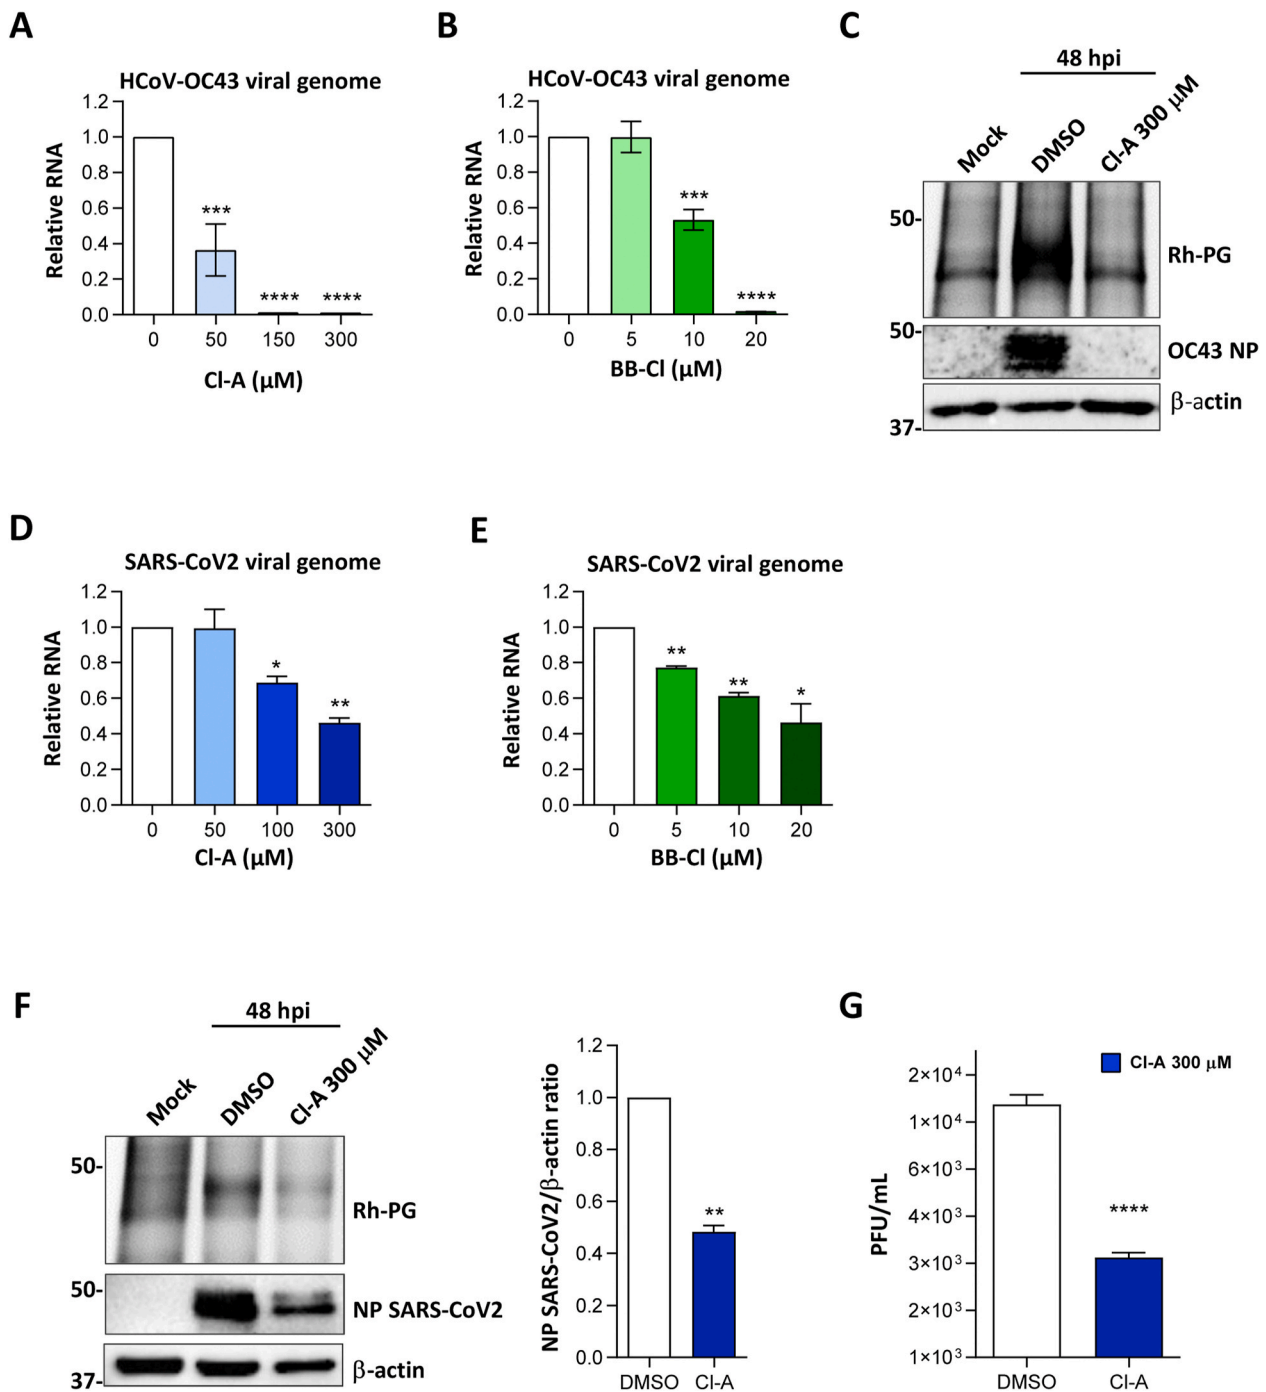 A
HCoV-OC43 viral genome
Relative RNA
1.2
1.0
0.8
0.6
0.4
0.2
0.0
***
****
****
0 50 150 300
Cl-A (μM)
B
HCoV-OC43 viral genome
Relative RNA
1.2
1.0
0.8
0.6
0.4
0.2
0.0
***
****
0 5 10 20
BB-Cl (μM)
C
48 hpi
Mock
DMSO
Cl-A 300 μM
50-
Rh-PG
50-
OC43 NP
β-actin
37-
D
SARS-CoV2 viral genome
Relative RNA
1.2
1.0
0.8
0.6
0.4
0.2
0.0
*
**
0 50 100 300
Cl-A (μM)
E
SARS-CoV2 viral genome
Relative RNA
1.2
1.0
0.8
0.6
0.4
0.2
0.0
**
**
*
0 5 10 20
BB-Cl (μM)
F
48 hpi
Mock
DMSO
Cl-A 300 μM
50-
Rh-PG
50-
NP SARS-CoV2
β-actin
37-
NP SARS-CoV2/β-actin ratio
1.2
1.0
0.8
0.6
0.4
0.2
0.0
**
DMSO Cl-A
G
Cl-A 300 μM
PFU/mL
2×10⁴
1×10⁴
6×10³
4×10³
3×10³
2×10³
1×10³
****
DMSO Cl-A